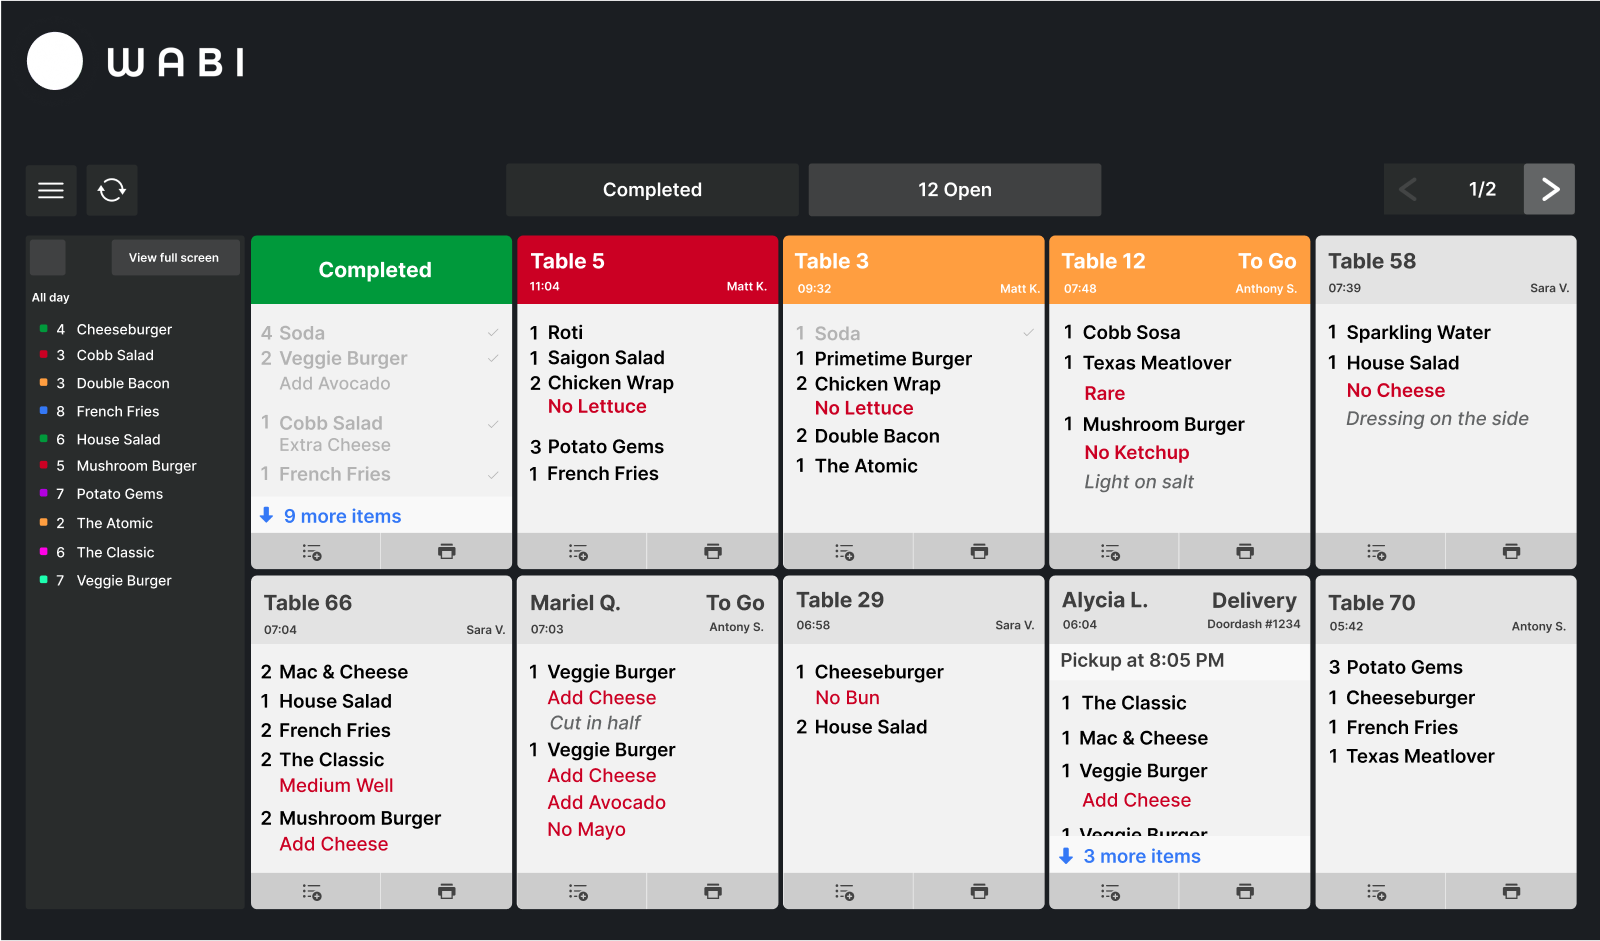 WABI
Completed
12 Open
1/2
View full screen
All day
4 Cheeseburger
3 Cobb Salad
3 Double Bacon
8 French Fries
6 House Salad
5 Mushroom Burger
7 Potato Gems
2 The Atomic
6 The Classic
7 Veggie Burger
Completed
4 Soda
2 Veggie Burger
Add Avocado
1 Cobb Salad
Extra Cheese
1 French Fries
9 more items
Table 5
11:04 Matt K.
1 Roti
1 Saigon Salad
2 Chicken Wrap
No Lettuce
3 Potato Gems
1 French Fries
Table 3
09:32 Matt K.
1 Soda
1 Primetime Burger
2 Chicken Wrap
No Lettuce
2 Double Bacon
1 The Atomic
Table 12 To Go
07:48 Anthony S.
1 Cobb Sosa
1 Texas Meatlover
Rare
1 Mushroom Burger
No Ketchup
Light on salt
Table 58
07:39 Sara V.
1 Sparkling Water
1 House Salad
No Cheese
Dressing on the side
Table 66
07:04 Sara V.
2 Mac & Cheese
1 House Salad
2 French Fries
2 The Classic
Medium Well
2 Mushroom Burger
Add Cheese
Mariel Q. To Go
07:03 Antony S.
1 Veggie Burger
Add Cheese
Cut in half
1 Veggie Burger
Add Cheese
Add Avocado
No Mayo
Table 29
06:58 Sara V.
1 Cheeseburger
No Bun
2 House Salad
Alycia L. Delivery
06:04 Doordash #1234
Pickup at 8:05 PM
1 The Classic
1 Mac & Cheese
1 Veggie Burger
Add Cheese
1 Veggie Burger
3 more items
Table 70
05:42 Antony S.
3 Potato Gems
1 Cheeseburger
1 French Fries
1 Texas Meatlover